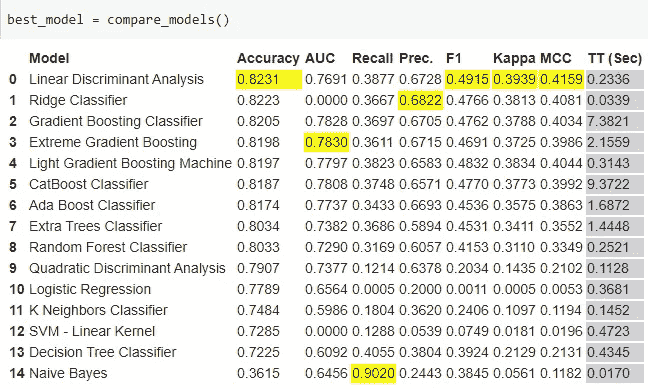 best_model = compare_models()
Model Accuracy AUC Recall Prec. F1 Kappa MCC TT (Sec)
0 Linear Discriminant Analysis 0.8231 0.7691 0.3877 0.6728 0.4915 0.3939 0.4159 0.2336
1 Ridge Classifier 0.8223 0.0000 0.3667 0.6822 0.4766 0.3813 0.4081 0.0339
2 Gradient Boosting Classifier 0.8205 0.7828 0.3697 0.6705 0.4762 0.3788 0.4034 7.3821
3 Extreme Gradient Boosting 0.8198 0.7830 0.3611 0.6715 0.4691 0.3725 0.3986 2.1559
4 Light Gradient Boosting Machine 0.8197 0.7797 0.3823 0.6583 0.4832 0.3834 0.4044 0.3143
5 CatBoost Classifier 0.8187 0.7808 0.3748 0.6571 0.4770 0.3773 0.3992 9.3722
6 Ada Boost Classifier 0.8174 0.7737 0.3433 0.6693 0.4536 0.3575 0.3863 1.6872
7 Extra Trees Classifier 0.8034 0.7382 0.3686 0.5894 0.4531 0.3411 0.3552 1.4448
8 Random Forest Classifier 0.8033 0.7290 0.3169 0.6057 0.4153 0.3110 0.3349 0.2521
9 Quadratic Discriminant Analysis 0.7907 0.7377 0.1214 0.6378 0.2034 0.1435 0.2102 0.1128
10 Logistic Regression 0.7789 0.6564 0.0005 0.2000 0.0011 0.0005 0.0053 0.3681
11 K Neighbors Classifier 0.7484 0.5986 0.1804 0.3620 0.2406 0.1097 0.1194 0.1452
12 SVM - Linear Kernel 0.7285 0.0000 0.1288 0.0539 0.0749 0.0181 0.0196 0.4723
13 Decision Tree Classifier 0.7225 0.6092 0.4055 0.3804 0.3924 0.2129 0.2131 0.4345
14 Naive Bayes 0.3615 0.6456 0.9020 0.2443 0.3845 0.0561 0.1182 0.0170